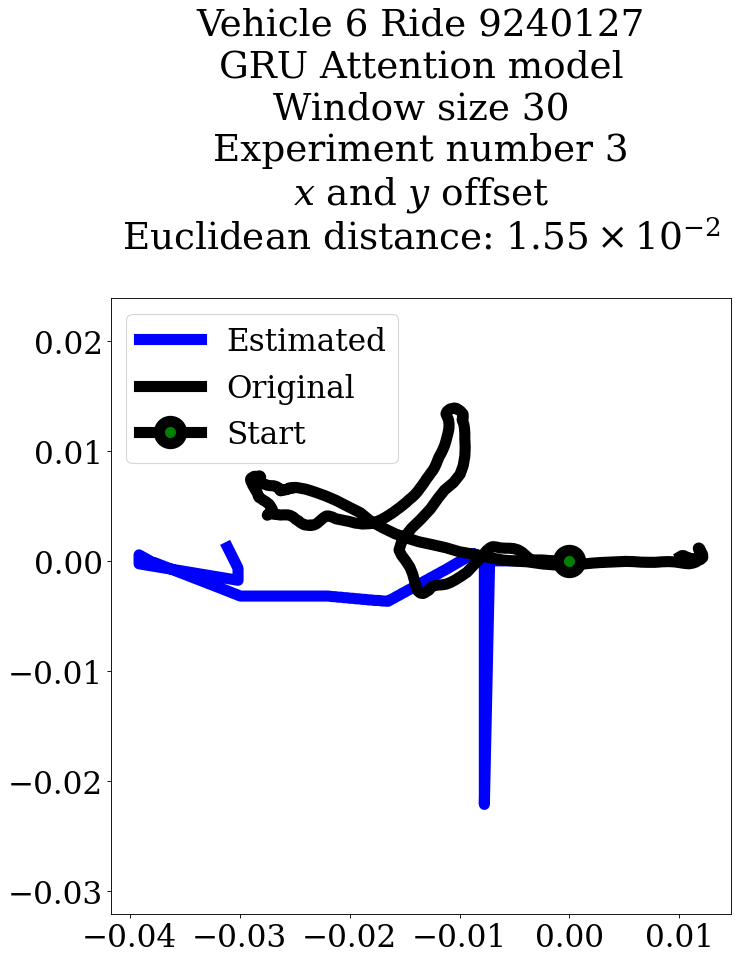 Vehicle 6 Ride 9240127
GRU Attention model
Window size 30
Experiment number 3
x and y offset
Euclidean distance: 1.55 × 10⁻²
Estimated
Original
Start
0.02
0.01
0.00
−0.01
−0.02
−0.03
−0.04 −0.03 −0.02 −0.01 0.00 0.01